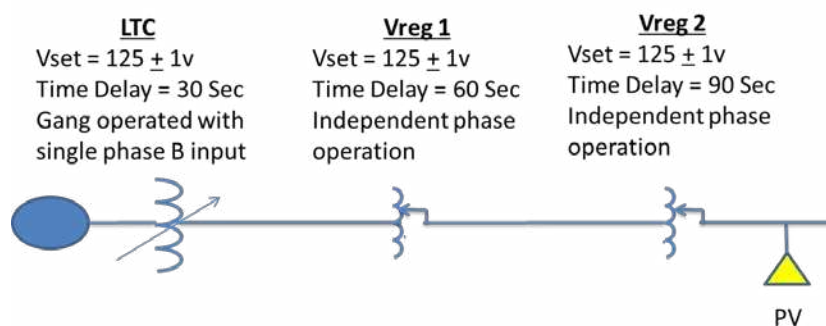 LTC
Vset = 125 ± 1v
Time Delay = 30 Sec
Gang operated with
single phase B input
Vreg 1
Vset = 125 ± 1v
Time Delay = 60 Sec
Independent phase
operation
Vreg 2
Vset = 125 ± 1v
Time Delay = 90 Sec
Independent phase
operation
PV